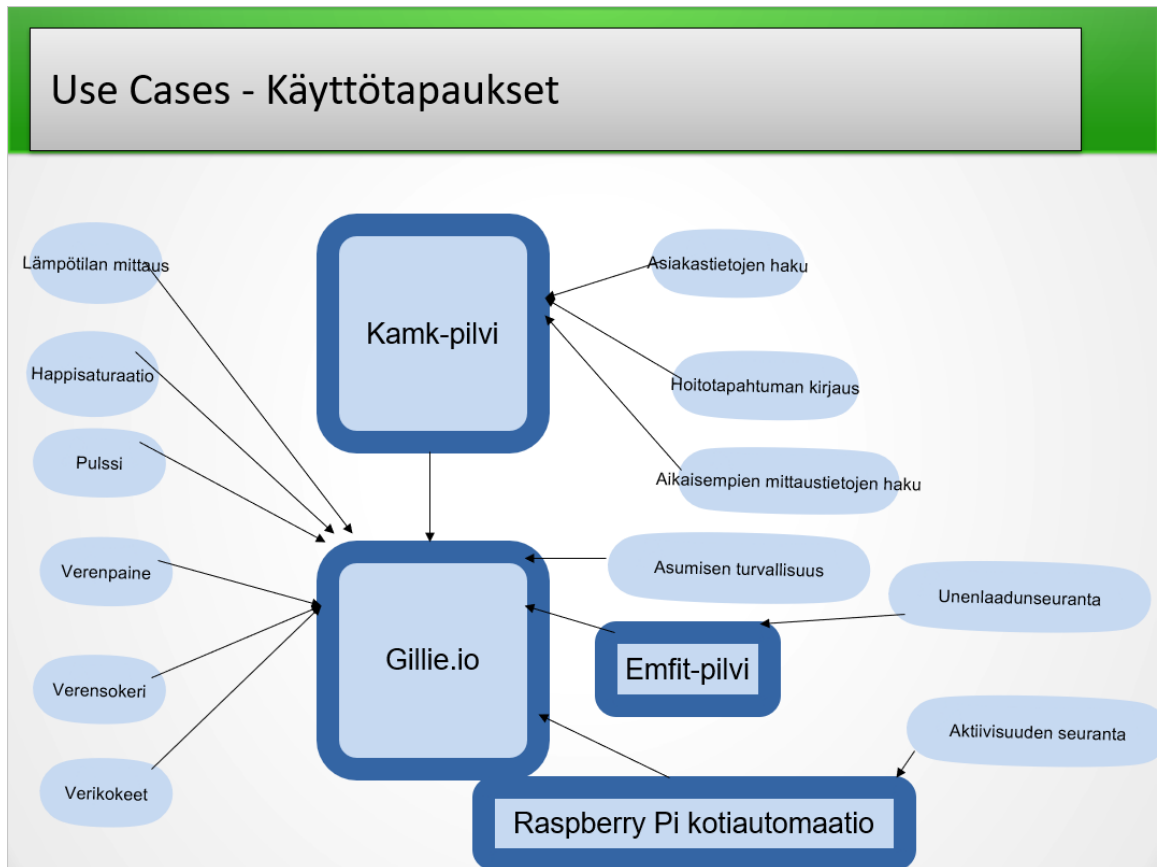 Use Cases - Käyttötapaukset
Lämpötilan mittaus
Happisaturaatio
Pulssi
Verenpaine
Verensokeri
Verikokeet
Kamk-pilvi
Gillie.io
Asiakastietojen haku
Hoitotapahtuman kirjaus
Aikaisempien mittaustietojen haku
Asumisen turvallisuus
Unenlaadunseuranta
Emfit-pilvi
Aktiivisuuden seuranta
Raspberry Pi kotiautomaatio